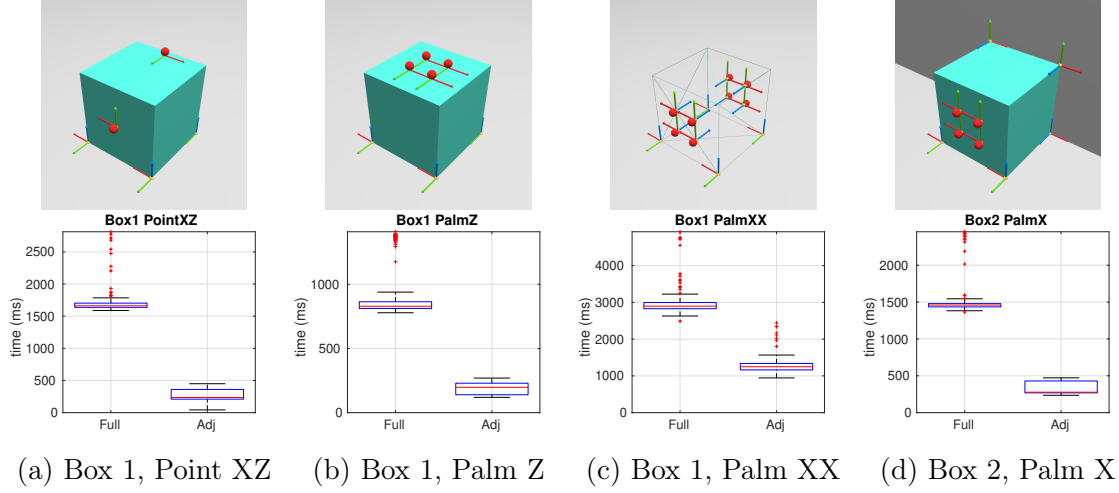 Box1 PointXZ
time (ms)
2500
2000
1500
1000
500
0
Full
Adj
Box1 PalmZ
time (ms)
1000
500
0
Full
Adj
Box1 PalmXX
time (ms)
4000
3000
2000
1000
0
Full
Adj
Box2 PalmX
time (ms)
2000
1500
1000
500
0
Full
Adj
(a) Box 1, Point XZ
(b) Box 1, Palm Z
(c) Box 1, Palm XX
(d) Box 2, Palm X